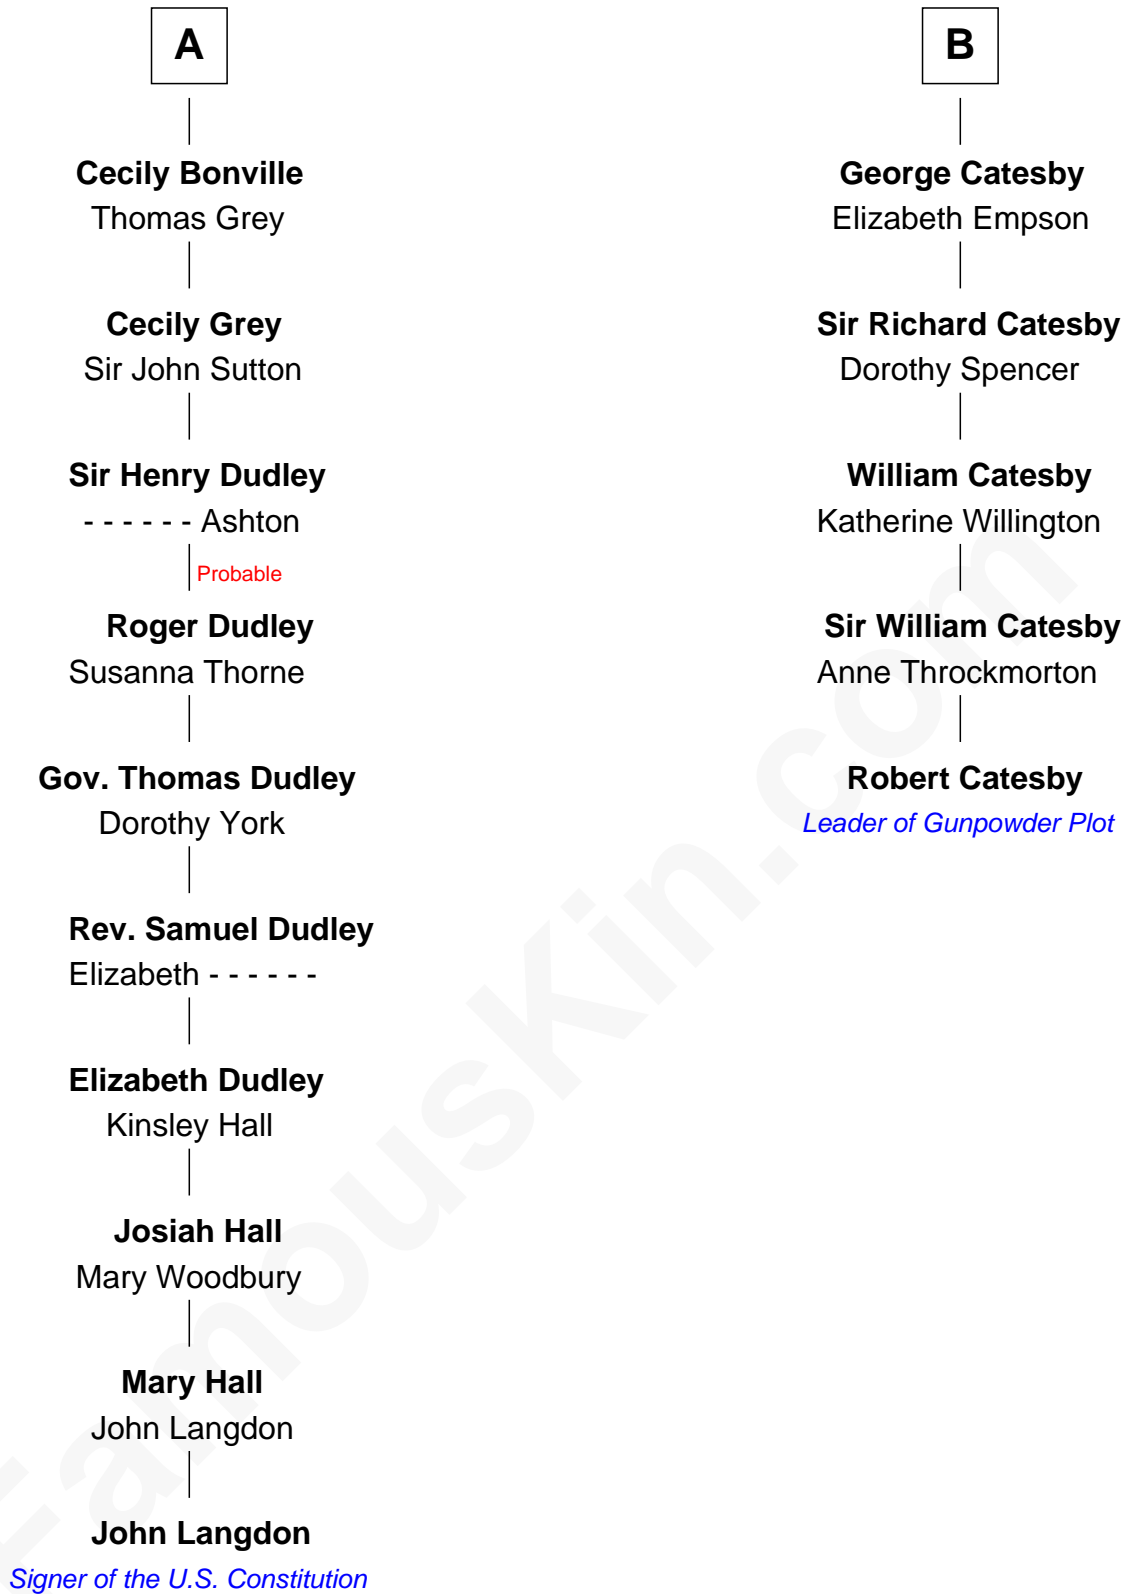 A
Cecily Bonville
Thomas Grey
Cecily Grey
Sir John Sutton
Sir Henry Dudley
- - - - - - Ashton
Probable
Roger Dudley
Susanna Thorne
Gov. Thomas Dudley
Dorothy York
Rev. Samuel Dudley
Elizabeth - - - - - -
Elizabeth Dudley
Kinsley Hall
Josiah Hall
Mary Woodbury
Mary Hall
John Langdon
John Langdon
Signer of the U.S. Constitution
B
George Catesby
Elizabeth Empson
Sir Richard Catesby
Dorothy Spencer
William Catesby
Katherine Willington
Sir William Catesby
Anne Throckmorton
Robert Catesby
Leader of Gunpowder Plot
FamousKin.com